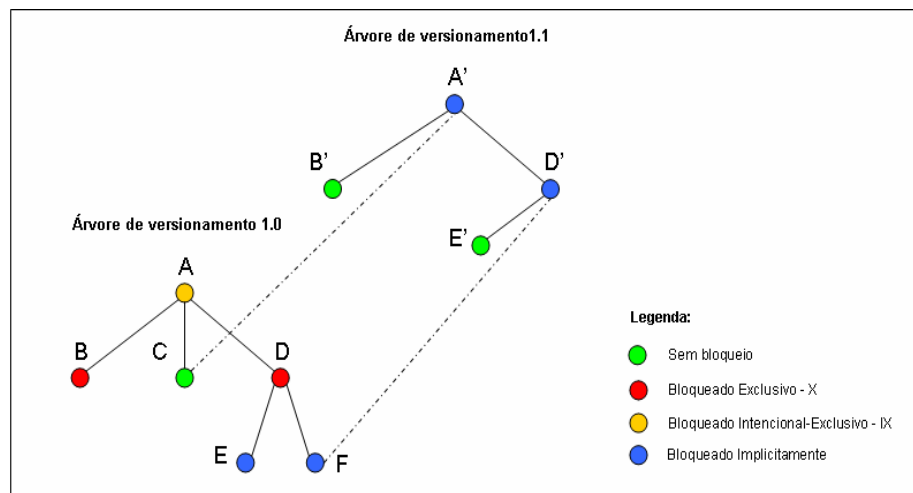 Árvore de versionamento1.1
A’
B’
D’
E’
Árvore de versionamento 1.0
A
B
C
D
E
F
Legenda:
Sem bloqueio
Bloqueado Exclusivo - X
Bloqueado Intencional-Exclusivo - IX
Bloqueado Implicitamente